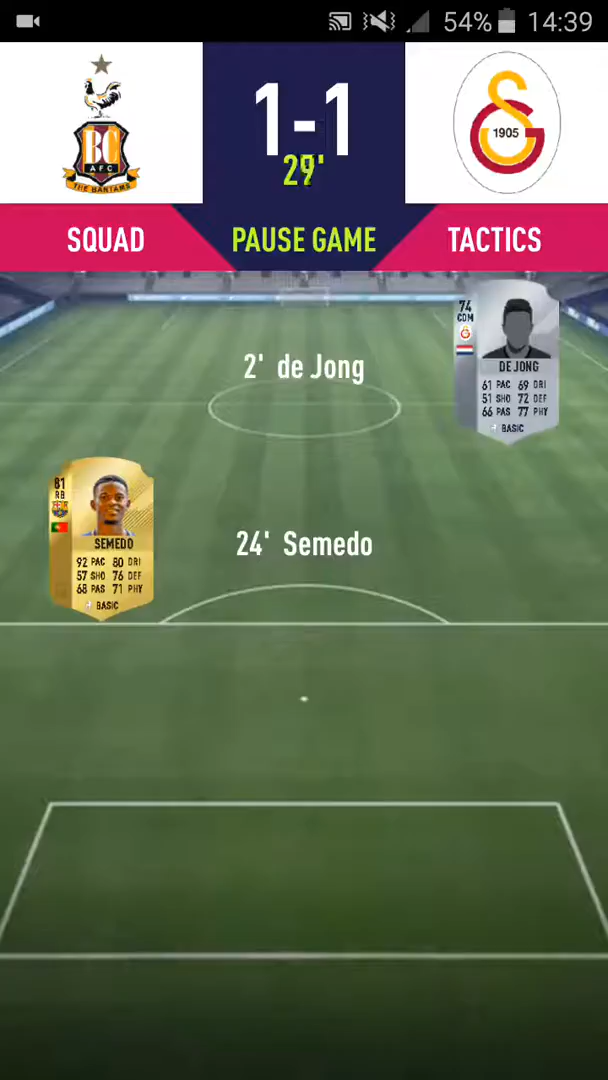 54% 14:39
BC
AFC
THE BANTAMS
1-1
29'
1905
SQUAD PAUSE GAME TACTICS
74
CDM
DE JONG
61 PAC 69 DRI
51 SHO 72 DEF
66 PAS 77 PHY
BASIC
2' de Jong
81
RB
SEMEDO
92 PAC 80 DRI
57 SHO 76 DEF
68 PAS 71 PHY
BASIC
24' Semedo